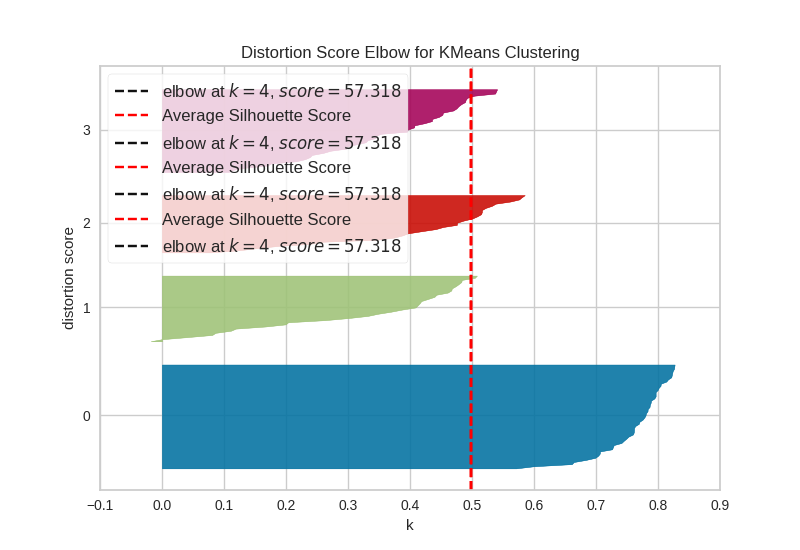 Distortion Score Elbow for KMeans Clustering
elbow at k = 4, score = 57.318
Average Silhouette Score
elbow at k = 4, score = 57.318
Average Silhouette Score
elbow at k = 4, score = 57.318
Average Silhouette Score
elbow at k = 4, score = 57.318
distortion score
3
2
1
0
−0.1 0.0 0.1 0.2 0.3 0.4 0.5 0.6 0.7 0.8 0.9
k